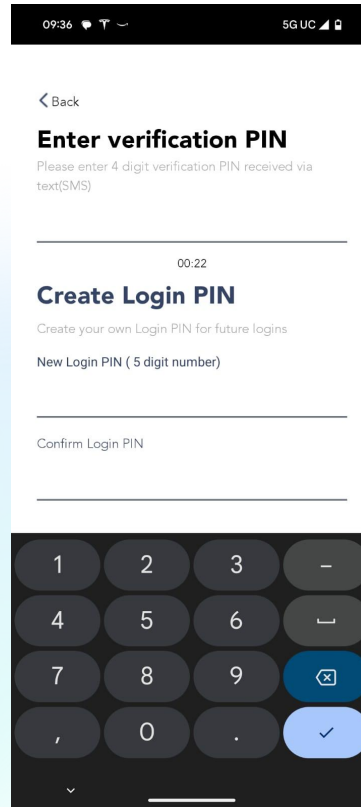 09:36
5G UC
Back
Enter verification PIN
Please enter 4 digit verification PIN received via
text(SMS)
00:22
Create Login PIN
Create your own Login PIN for future logins
New Login PIN ( 5 digit number)
Confirm Login PIN
1 2 3 –
4 5 6
7 8 9
, 0 .